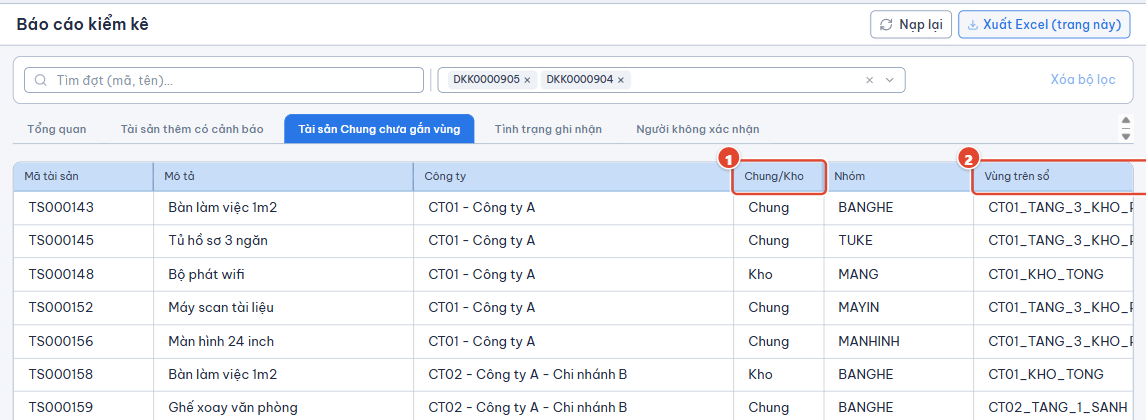 Báo cáo kiểm kê
Nạp lại
Xuất Excel (trang này)
Tìm đợt (mã, tên)...
DKK0000905 ×
DKK0000904 ×
Xóa bộ lọc
Tổng quan
Tài sản thêm có cảnh báo
Tài sản Chung chưa gắn vùng
Tình trạng ghi nhận
Người không xác nhận
1
2
Mã tài sản Mô tả Công ty Chung/Kho Nhóm Vùng trên sổ
TS000143 Bàn làm việc 1m2 CT01 - Công ty A Chung BANGHE CT01_TANG_3_KHO_
TS000145 Tủ hồ sơ 3 ngăn CT01 - Công ty A Chung TUKE CT01_TANG_3_KHO_
TS000148 Bộ phát wifi CT01 - Công ty A Kho MANG CT01_KHO_TONG
TS000152 Máy scan tài liệu CT01 - Công ty A Chung MAYIN CT01_TANG_3_KHO_
TS000156 Màn hình 24 inch CT01 - Công ty A Chung MANHINH CT01_TANG_3_KHO_
TS000158 Bàn làm việc 1m2 CT02 - Công ty A - Chi nhánh B Kho BANGHE CT01_KHO_TONG
TS000159 Ghế xoay văn phòng CT02 - Công ty A - Chi nhánh B Chung BANGHE CT02_TANG_1_SANH